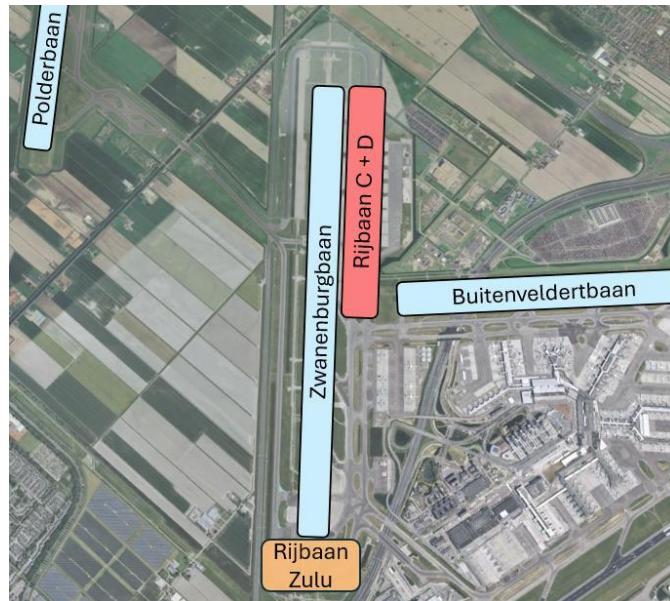 Polderbaan
Zwanenburgbaan
Rijbaan C + D
Buitenveldertbaan
Rijbaan
Zulu